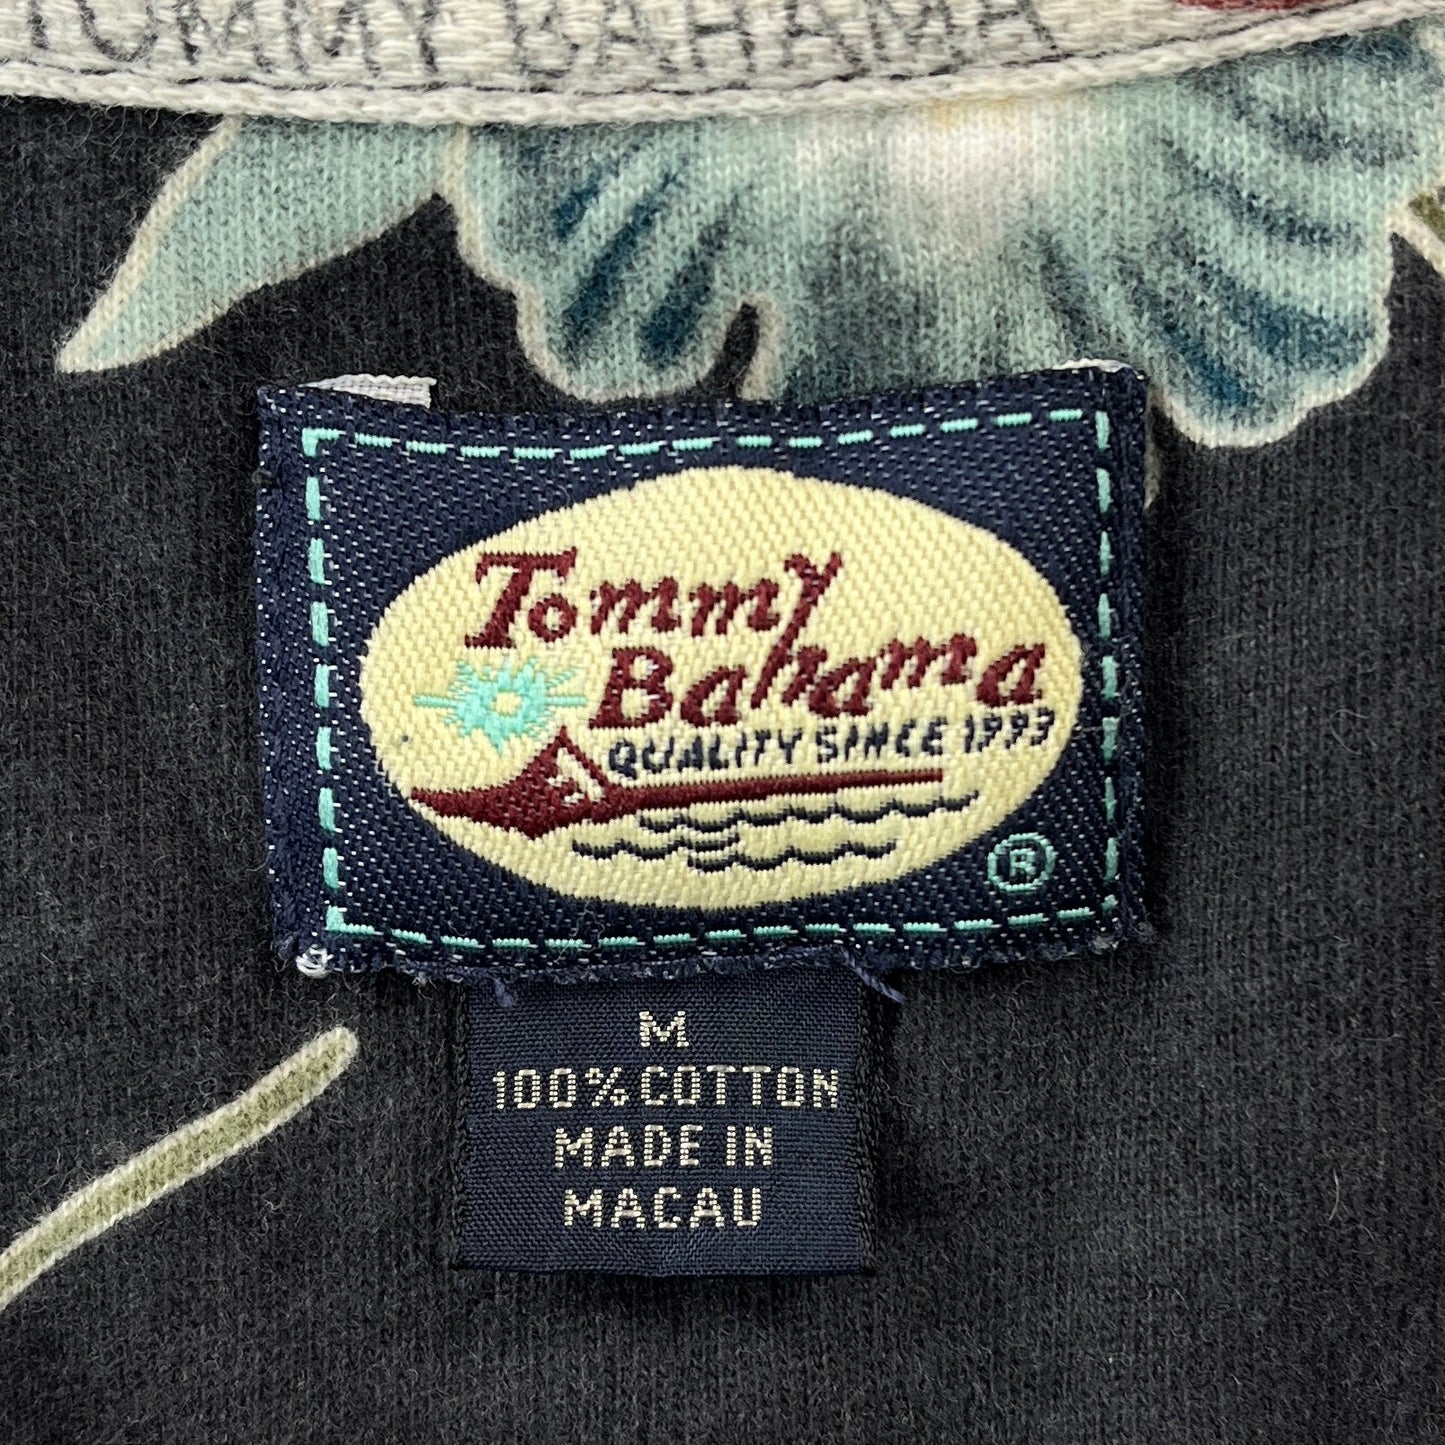 TOMMY BAHAMA
Tommy
Bahama
QUALITY SINCE 1993
®
M
100% COTTON
MADE IN
MACAU